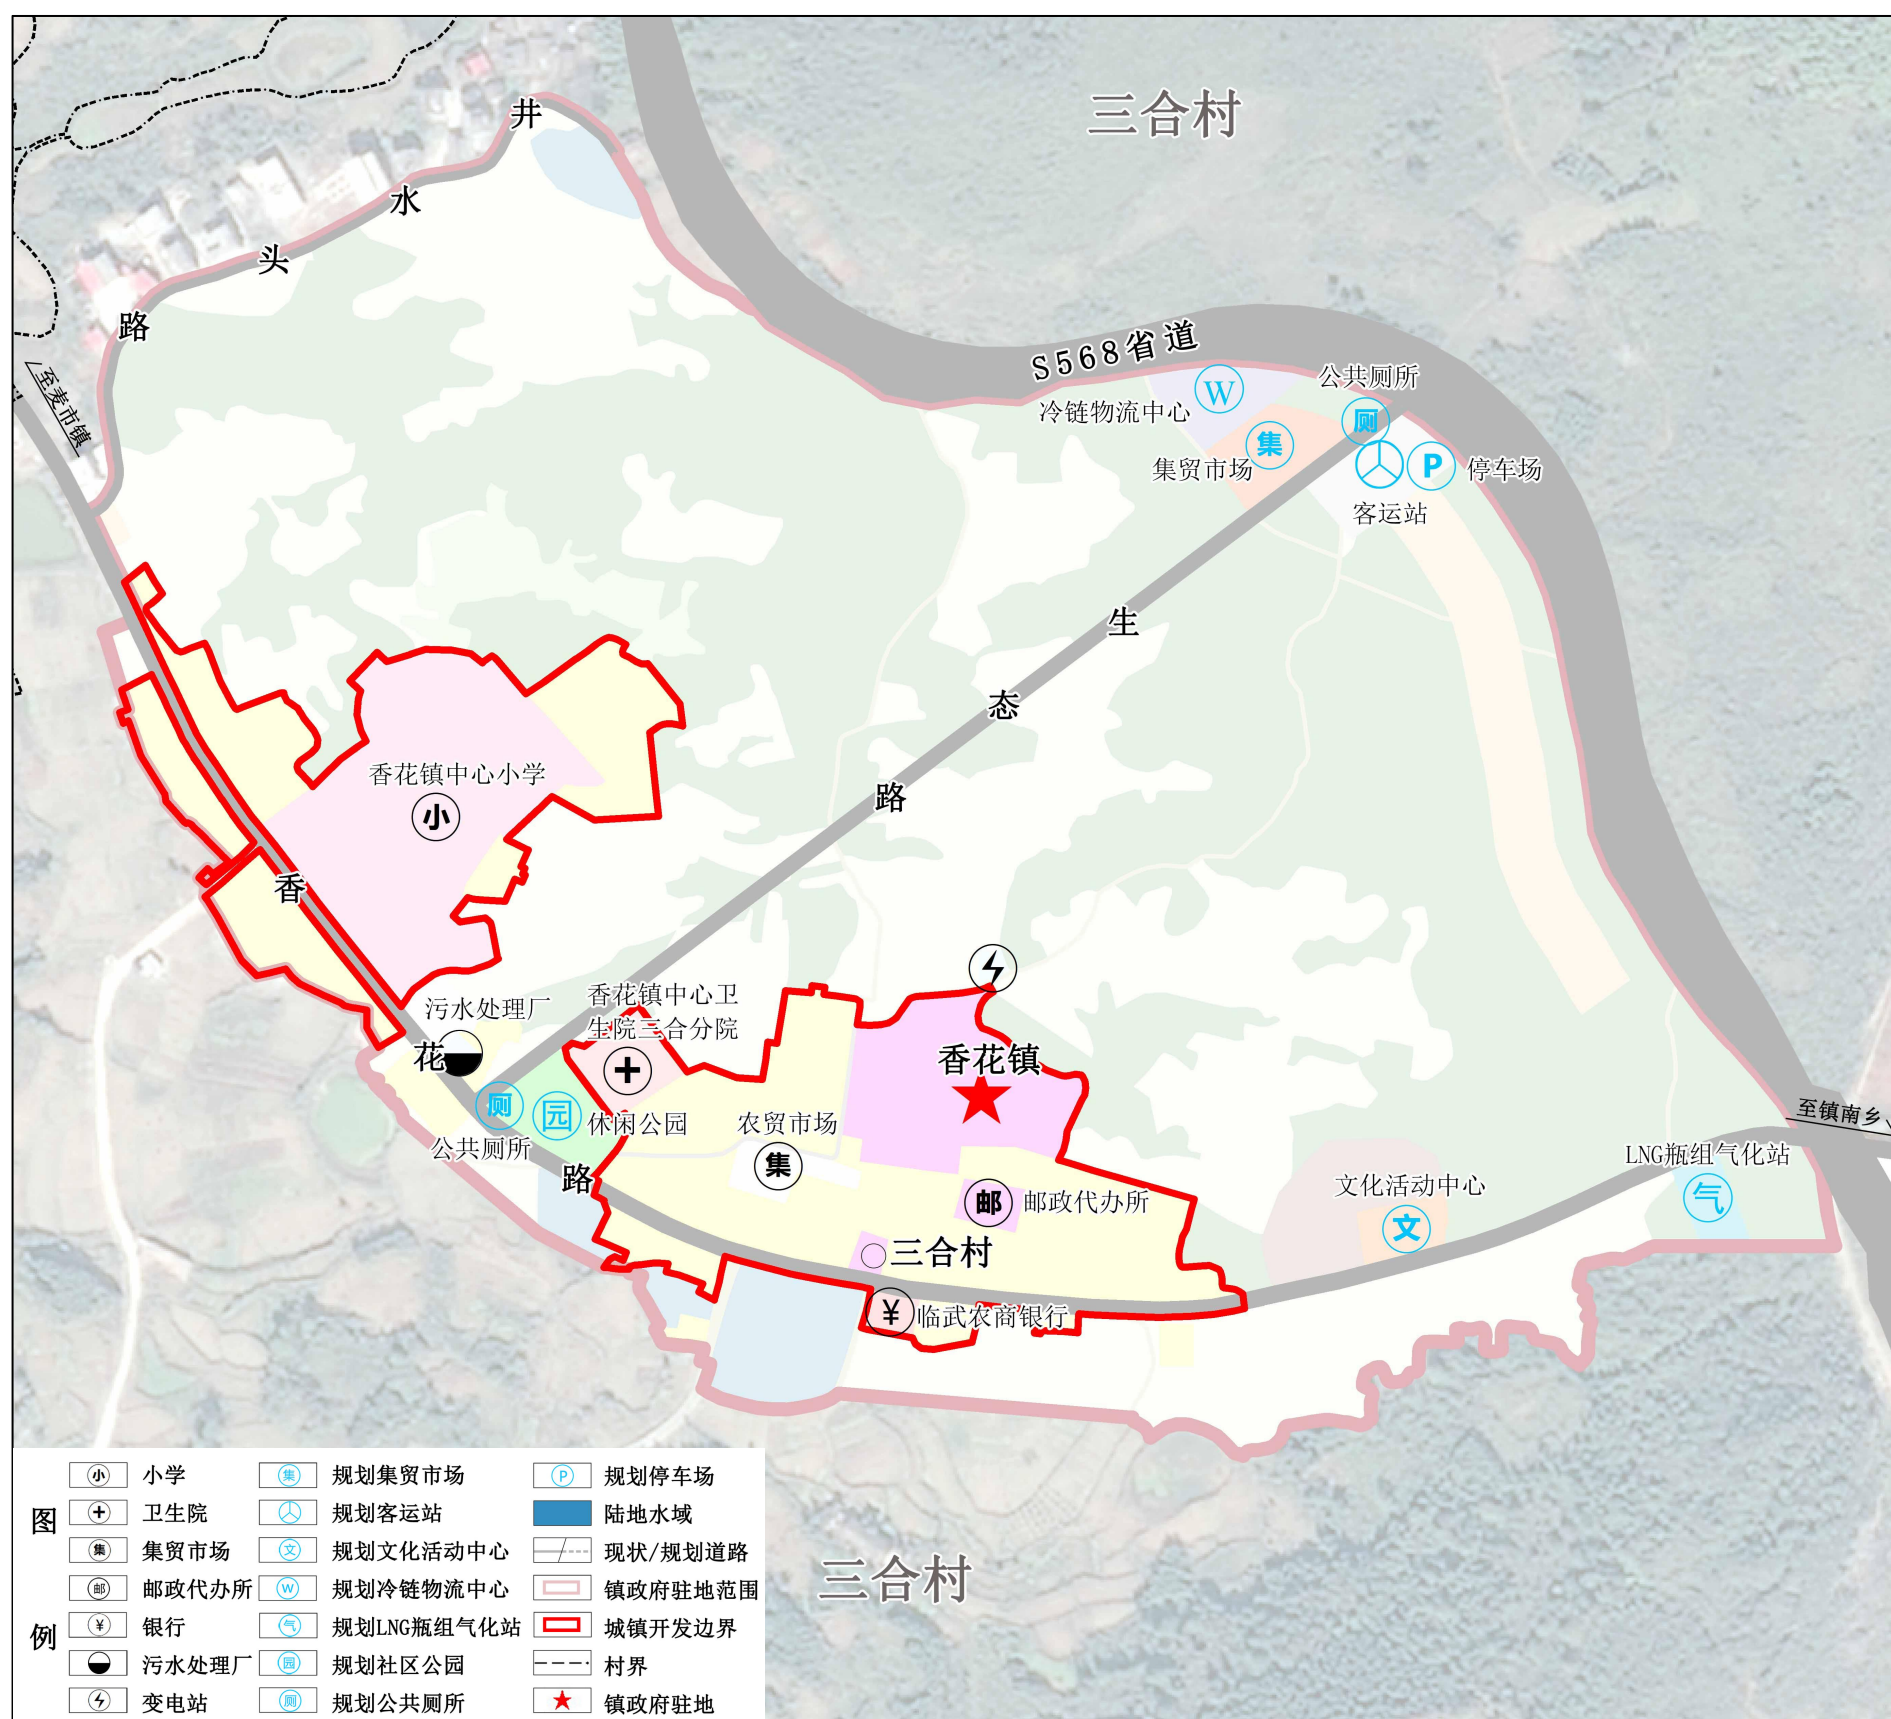 三合村
井
水
头
路
至麦市镇
S568省道
公共厕所
W
冷链物流中心
厕
集
集贸市场
P
停车场
客运站
生
态
路
香花镇中心小学
小
香
污水处理厂
花
香花镇中心卫
生院三合分院
香花镇
厕
园
休闲公园
公共厕所
路
农贸市场
集
邮
邮政代办所
三合村
¥
临武农商银行
文化活动中心
文
LNG瓶组气化站
气
至镇南乡
三合村
图
例
小 小学
卫生院
集 集贸市场
邮 邮政代办所
¥ 银行
污水处理厂
变电站
集 规划集贸市场
规划客运站
文 规划文化活动中心
W 规划冷链物流中心
气 规划LNG瓶组气化站
园 规划社区公园
厕 规划公共厕所
P 规划停车场
陆地水域
现状/规划道路
镇政府驻地范围
城镇开发边界
村界
镇政府驻地